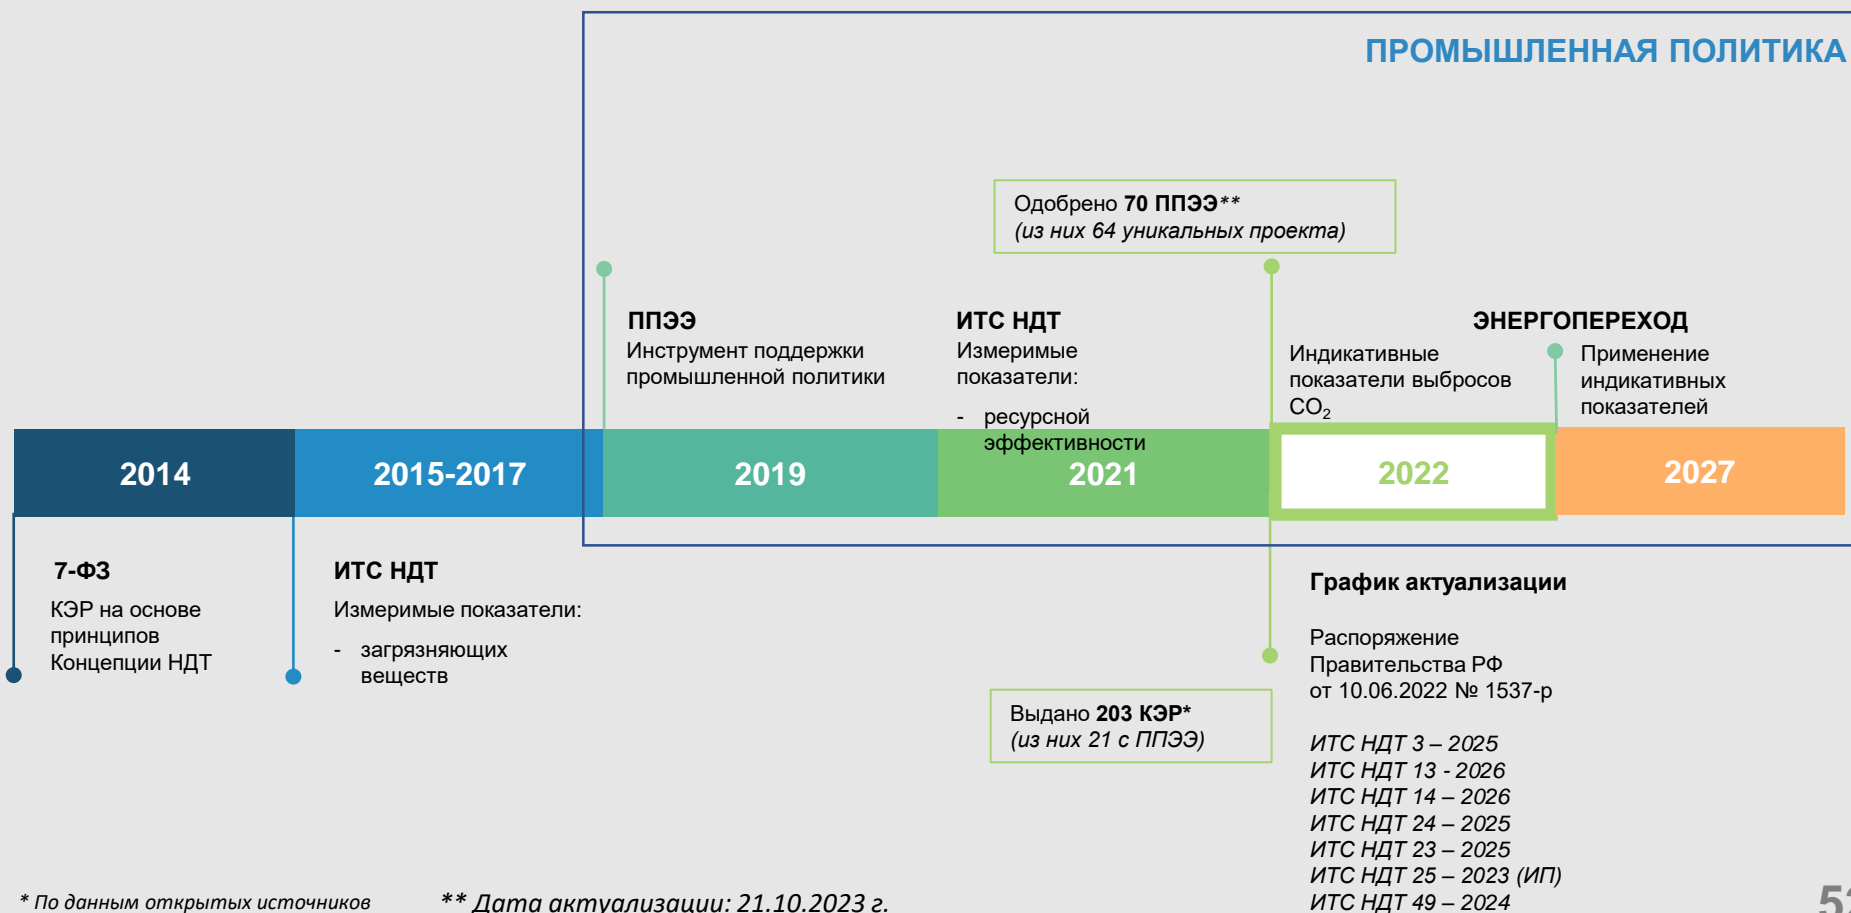 ПРОМЫШЛЕННАЯ ПОЛИТИКА
Одобрено 70 ППЭЭ**
(из них 64 уникальных проекта)
ППЭЭ
Инструмент поддержки
промышленной политики
ИТС НДТ
Измеримые
показатели:
- ресурсной
эффективности
ЭНЕРГОПЕРЕХОД
Индикативные
показатели выбросов
CO₂
Применение
индикативных
показателей
2014
2015-2017
2019
2021
2022
2027
7-ФЗ
КЭР на основе
принципов
Концепции НДТ
ИТС НДТ
Измеримые показатели:
- загрязняющих
веществ
Выдано 203 КЭР*
(из них 21 с ППЭЭ)
График актуализации
Распоряжение
Правительства РФ
от 10.06.2022 № 1537-р
ИТС НДТ 3 – 2025
ИТС НДТ 13 - 2026
ИТС НДТ 14 – 2026
ИТС НДТ 24 – 2025
ИТС НДТ 23 – 2025
ИТС НДТ 25 – 2023 (ИП)
ИТС НДТ 49 – 2024
* По данным открытых источников
** Дата актуализации: 21.10.2023 г.